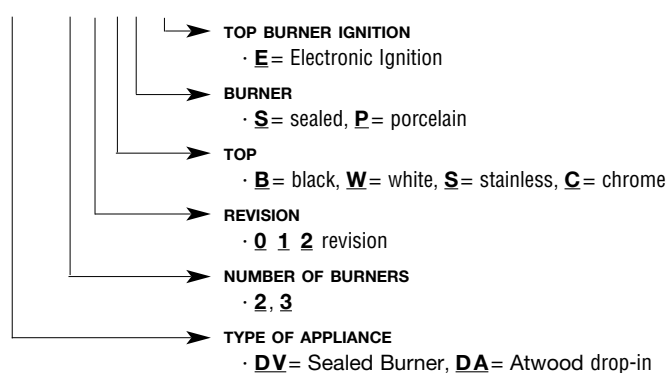 TOP BURNER IGNITION
· E = Electronic Ignition
BURNER
· S = sealed, P = porcelain
TOP
· B = black, W = white, S = stainless, C = chrome
REVISION
· 0 1 2 revision
NUMBER OF BURNERS
· 2, 3
TYPE OF APPLIANCE
· DV = Sealed Burner, DA = Atwood drop-in